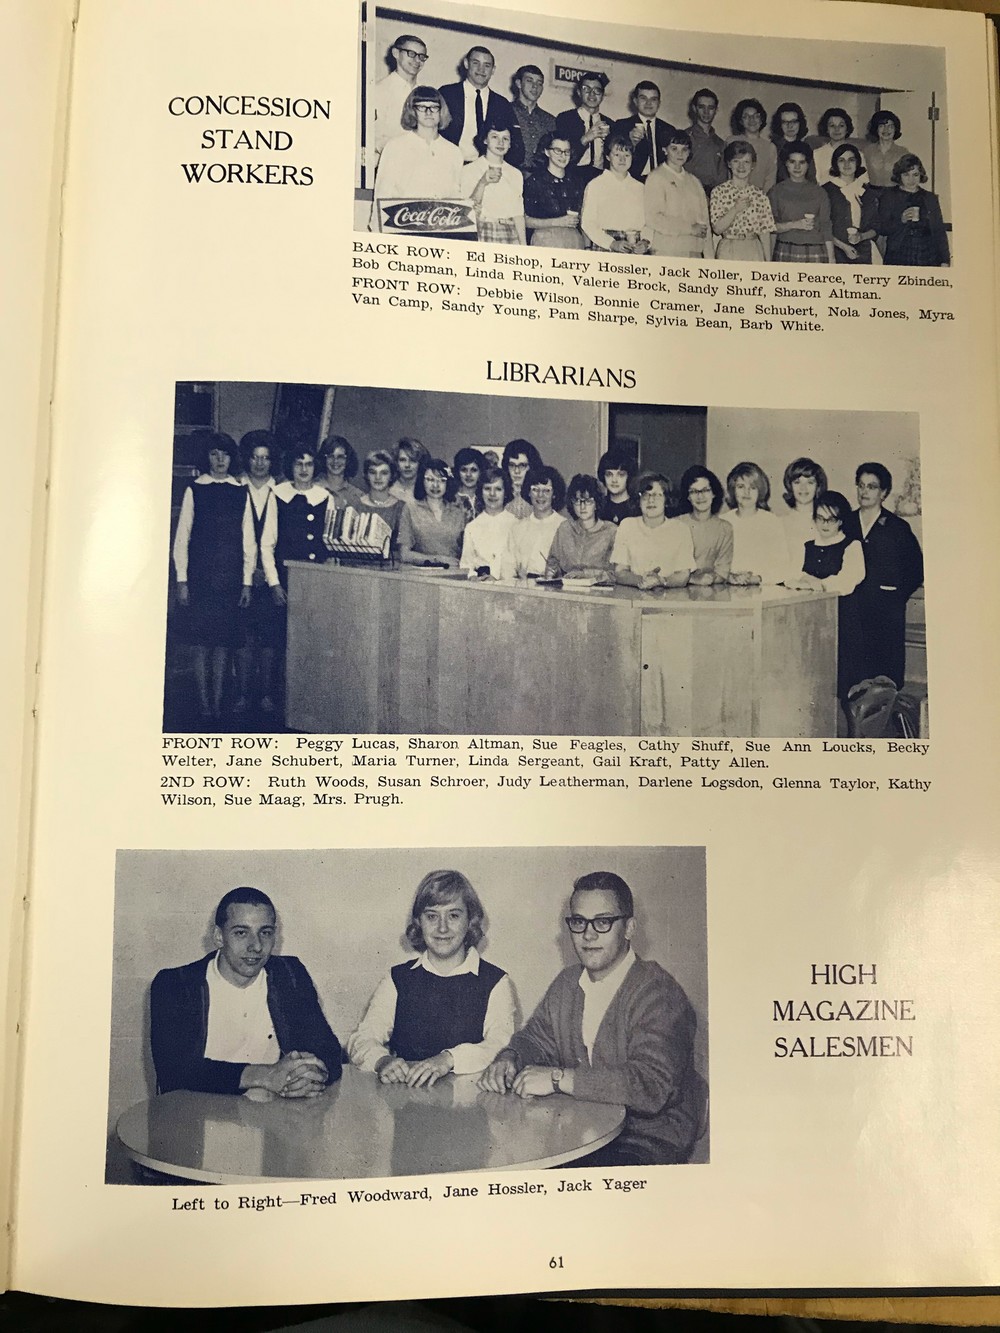 CONCESSION
STAND
WORKERS
POPC
Coca-Cola
BACK ROW: Ed Bishop, Larry Hossler, Jack Noller, David Pearce, Terry Zbinden,
Bob Chapman, Linda Runion, Valerie Brock, Sandy Shuff, Sharon Altman.
FRONT ROW: Debbie Wilson, Bonnie Cramer, Jane Schubert, Nola Jones, Myra
Van Camp, Sandy Young, Pam Sharpe, Sylvia Bean, Barb White.
LIBRARIANS
FRONT ROW: Peggy Lucas, Sharon Altman, Sue Feagles, Cathy Shuff, Sue Ann Loucks, Becky
Welter, Jane Schubert, Maria Turner, Linda Sergeant, Gail Kraft, Patty Allen.
2ND ROW: Ruth Woods, Susan Schroer, Judy Leatherman, Darlene Logsdon, Glenna Taylor, Kathy
Wilson, Sue Maag, Mrs. Prugh.
HIGH
MAGAZINE
SALESMEN
Left to Right—Fred Woodward, Jane Hossler, Jack Yager
61